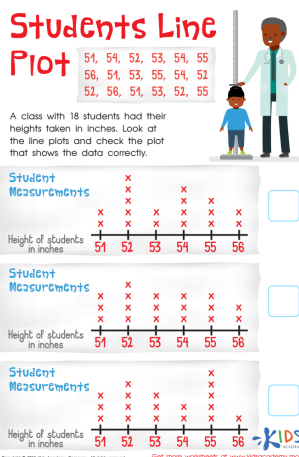 Students Line
Plot
51, 54, 52, 53, 54, 55
56, 51, 53, 55, 54, 52
52, 56, 51, 53, 52, 55
A class with 18 students had their
heights taken in inches. Look at
the line plots and check the plot
that shows the data correctly.
Student
Measurements
Height of students
in inches
51 52 53 54 55 56
Student
Measurements
Height of students
in inches
51 52 53 54 55 56
Student
Measurements
Height of students
in inches
51 52 53 54 55 56
KIDS
Get more worksheets at www.kidsacademy.mo